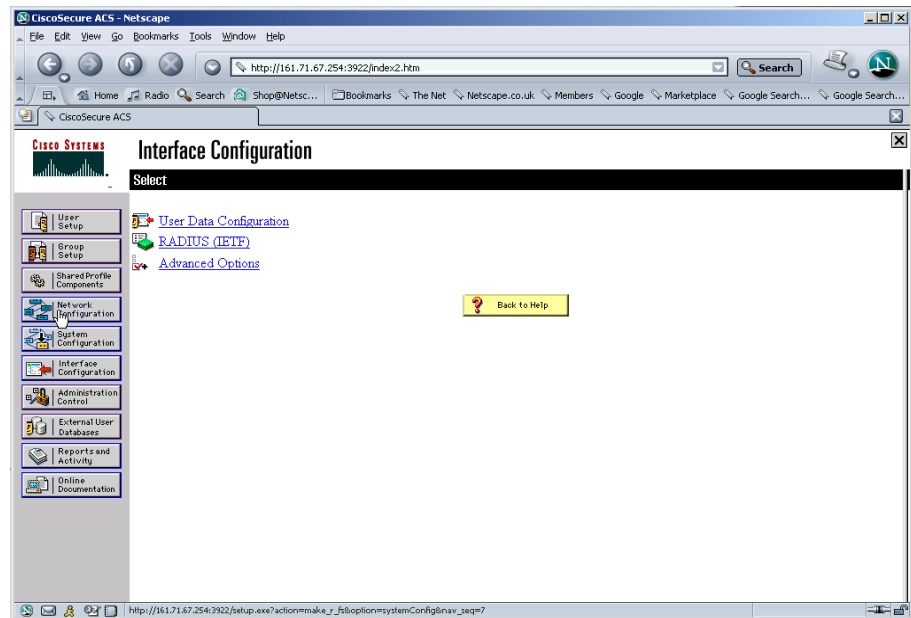 CiscoSecure ACS - Netscape
File Edit View Go Bookmarks Tools Window Help
http://161.71.67.254:3922/index2.htm
Search
N
Home Radio Search Shop@Netsc... Bookmarks The Net Netscape.co.uk Members Google Marketplace Google Search... Google Search...
CiscoSecure ACS
CISCO SYSTEMS
Interface Configuration
Select
User Setup
Group Setup
Shared Profile Components
Network Configuration
System Configuration
Interface Configuration
Administration Control
External User Databases
Reports and Activity
Online Documentation
User Data Configuration
RADIUS (IETF)
Advanced Options
? Back to Help
http://161.71.67.254:3922/setup.exe?action=make_r_fs&option=systemConfig&nav_seq=7